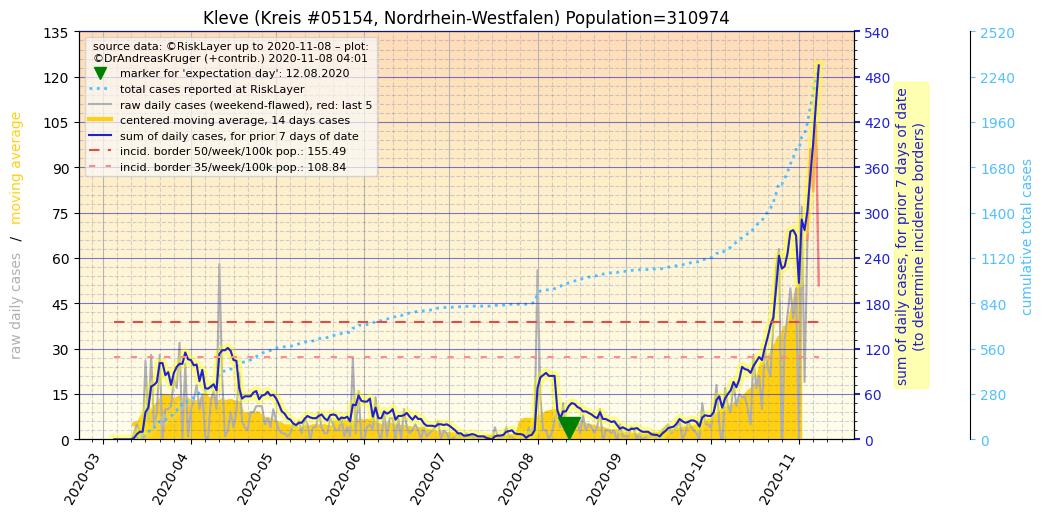 Kleve (Kreis #05154, Nordrhein-Westfalen) Population=310974
source data: ©RiskLayer up to 2020-11-08 – plot:
©DrAndreasKruger (+contrib.) 2020-11-08 04:01
marker for 'expectation day': 12.08.2020
total cases reported at RiskLayer
raw daily cases (weekend-flawed), red: last 5
centered moving average, 14 days cases
sum of daily cases, for prior 7 days of date
incid. border 50/week/100k pop.: 155.49
incid. border 35/week/100k pop.: 108.84
raw daily cases / moving average
135
120
105
90
75
60
45
30
15
0
2020-03
2020-04
2020-05
2020-06
2020-07
2020-08
2020-09
2020-10
2020-11
540
480
420
360
300
240
180
120
60
0
sum of daily cases, for prior 7 days of date
(to determine incidence borders)
2520
2240
1960
1680
1400
1120
840
560
280
0
cumulative total cases